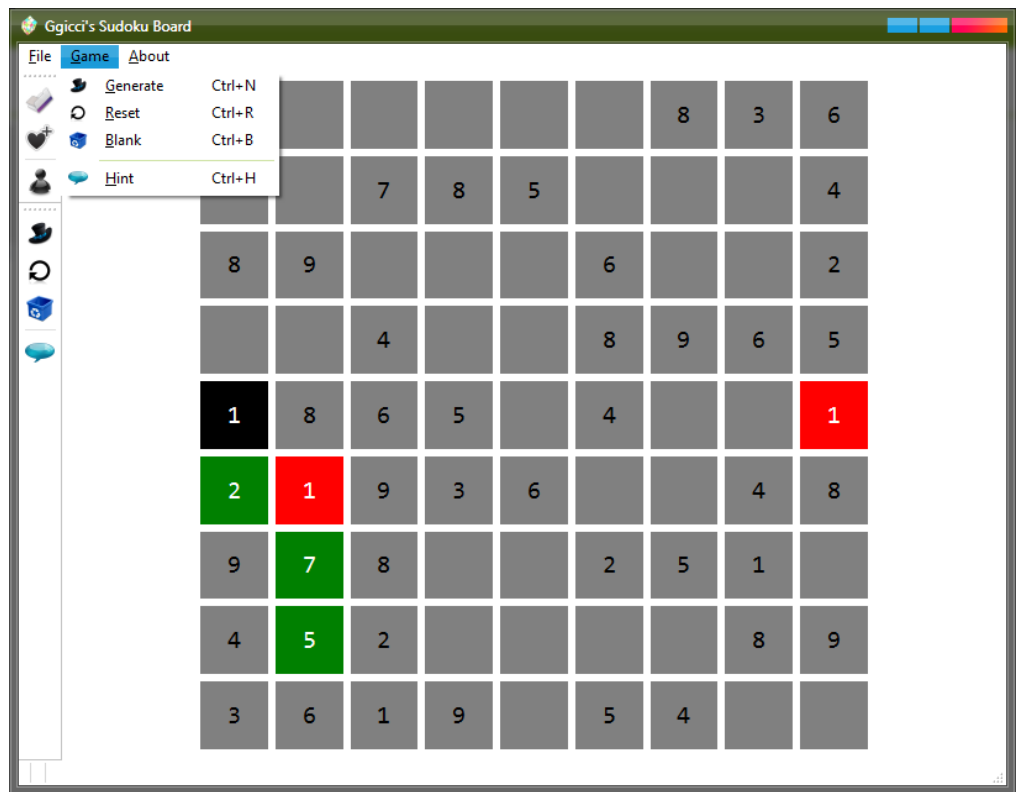 Ggicci's Sudoku Board
File Game About
Generate Ctrl+N
Reset Ctrl+R
Blank Ctrl+B
Hint Ctrl+H
8 3 6
7 8 5 4
8 9 6 2
4 8 9 6 5
1 8 6 5 4 1
2 1 9 3 6 4 8
9 7 8 2 5 1
4 5 2 8 9
3 6 1 9 5 4